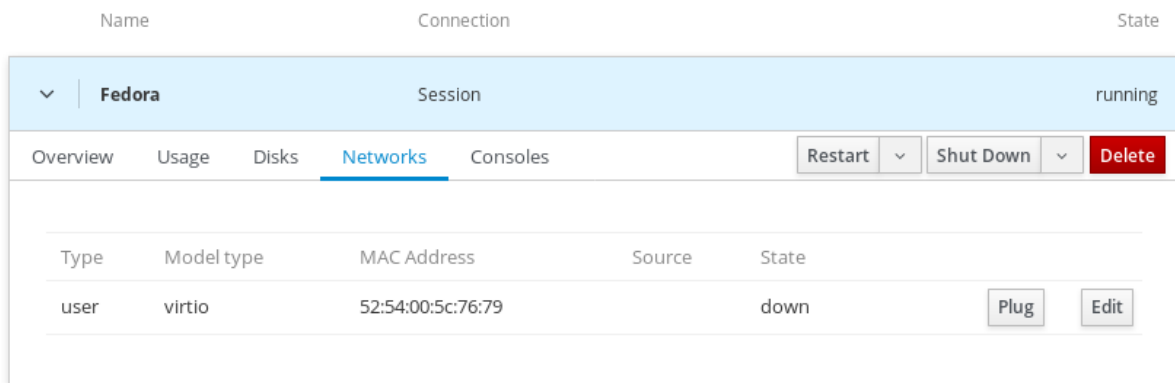 Name Connection State
Fedora Session running
Overview Usage Disks Networks Consoles Restart Shut Down Delete
Type Model type MAC Address Source State
user virtio 52:54:00:5c:76:79 down Plug Edit